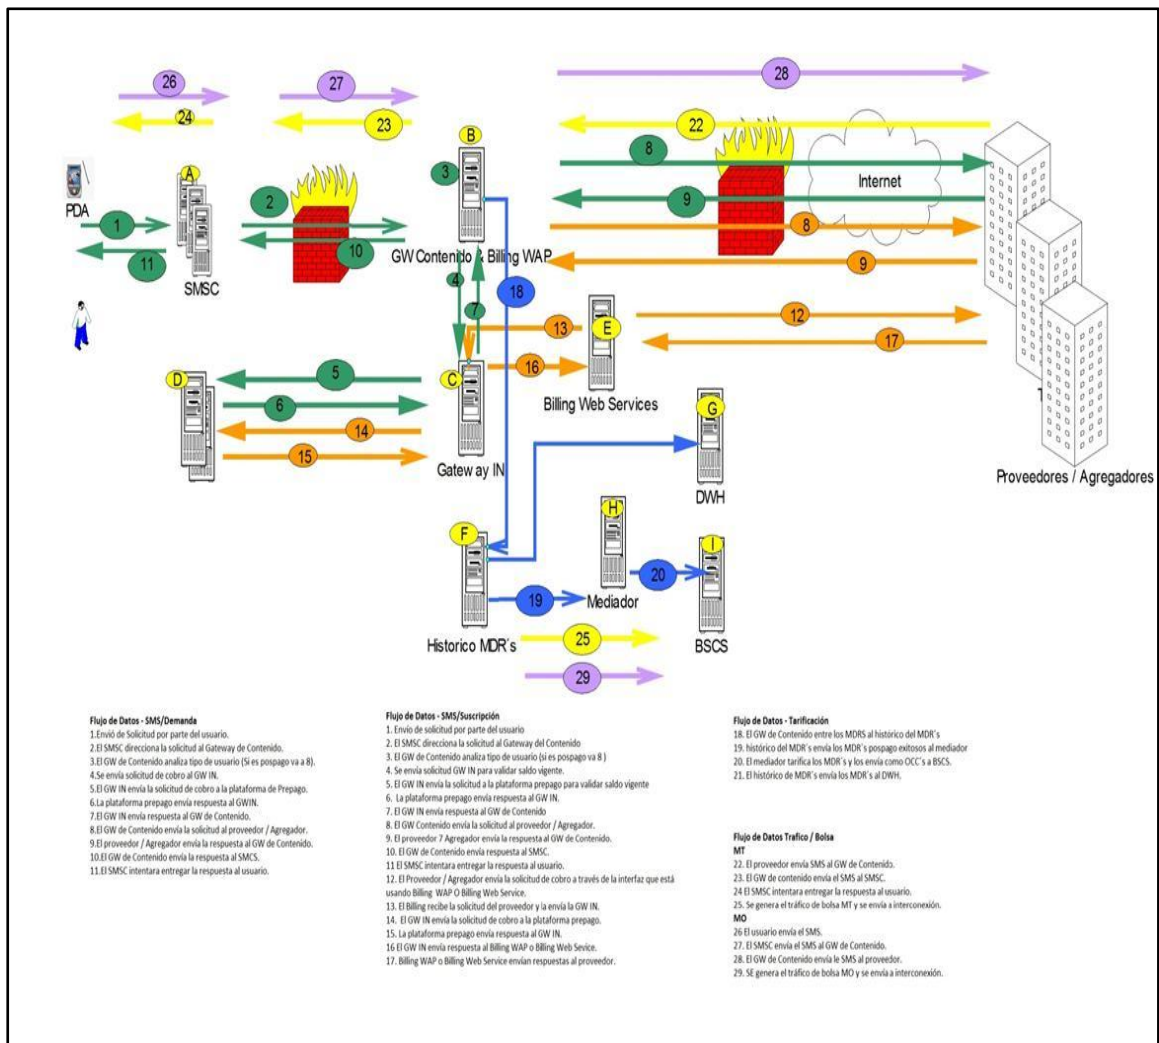 26
27
28
24
23
22
B
A
3
8
2
Internet
PDA
1
9
8
11
10
GW Contenido & Billing WAP
9
SMSC
4
18
7
13
E
12
16
17
D
5
C
Billing Web Services
6
G
14
15
Gateway IN
DWH
Proveedores / Agregadores
H
F
I
20
19
Mediador
Historico MDR´s
25
BSCS
29
Flujo de Datos - SMS/Demanda
1.Envió de Solicitud por parte del usuario.
2.El SMSC direcciona la solicitud al Gateway de Contenido.
3.El GW de Contenido analiza tipo de usuario (Si es pospago va a 8).
4.Se envía solicitud de cobro al GW IN.
5.El GW IN envía la solicitud de cobro a la plataforma de Prepago.
6.La plataforma prepago envía respuesta al GWIN.
7.El GW IN envía respuesta al GW de Contenido.
8.El GW de Contenido envía la solicitud al proveedor / Agregador.
9.El proveedor / Agregador envía la respuesta al GW de Contenido.
10.El GW de Contenido envía la respuesta al SMCS.
11.El SMSC intentara entregar la respuesta al usuario.
Flujo de Datos - SMS/Suscripción
1. Envío de solicitud por parte del usuario
2. El SMSC direcciona la solicitud al Gateway del Contenido
3. El GW de Contenido analiza tipo de usuario (si es pospago va 8 )
4. Se envía solicitud GW IN para validar saldo vigente.
5. El GW IN envía la solicitud a la plataforma prepago para validar saldo vigente
6. La plataforma prepago envía respuesta al GW IN.
7. El GW IN envía respuesta al GW de Contenido
8. El GW Contenido envía la solicitud al proveedor / Agregador.
9. El proveedor 7 Agregador envía la respuesta al GW de Contenido.
10. El GW de Contenido envía respuesta al SMSC.
11 El SMSC intentara entregar la respuesta al usuario.
12. El Proveedor / Agregador envía la solicitud de cobro a través de la interfaz que está
usando Billing WAP O Billing Web Service.
13. El Billing recibe la solicitud del proveedor y la envía la GW IN.
14. El GW IN envía la solicitud de cobro a la plataforma prepago.
15. La plataforma prepago envía respuesta al GW IN.
16 El GW IN envía respuesta al Billing WAP o Billing Web Sevice.
17. Billing WAP o Billing Web Service envían respuestas al proveedor.
Flujo de Datos - Tarificación
18. El GW de Contenido entre los MDRS al histórico del MDR´s
19. histórico del MDR´s envía los MDR´s pospago exitosos al mediador
20. El mediador tarifica los MDR´s y los envía como OCC´s a BSCS.
21. El histórico de MDR´s envía los MDR´s al DWH.
Flujo de Datos Trafico / Bolsa
MT
22. El proveedor envía SMS al GW de Contenido.
23. El GW de contenido envía el SMS al SMSC.
24 El SMSC intentara entregar la respuesta al usuario.
25. Se genera el tráfico de bolsa MT y se envía a interconexión.
MO
26 El usuario envía el SMS.
27. El SMSC envía el SMS al GW de Contenido.
28. El GW de Contenido envía le SMS al proveedor.
29. SE genera el tráfico de bolsa MO y se envía a interconexión.